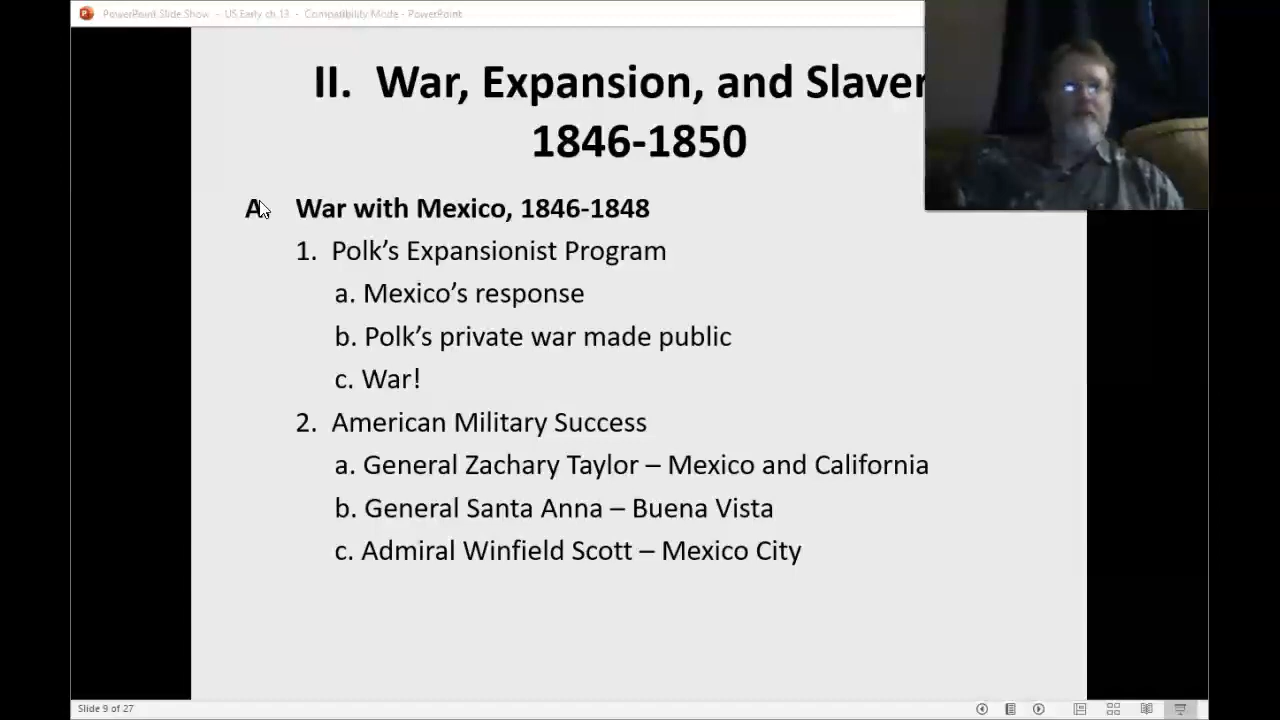 PowerPoint Slide Show - US Early ch 13 - Compatibility Mode - PowerPoint
II. War, Expansion, and Slaver
1846-1850
A War with Mexico, 1846-1848
1. Polk’s Expansionist Program
a. Mexico’s response
b. Polk’s private war made public
c. War!
2. American Military Success
a. General Zachary Taylor – Mexico and California
b. General Santa Anna – Buena Vista
c. Admiral Winfield Scott – Mexico City
Slide 9 of 27